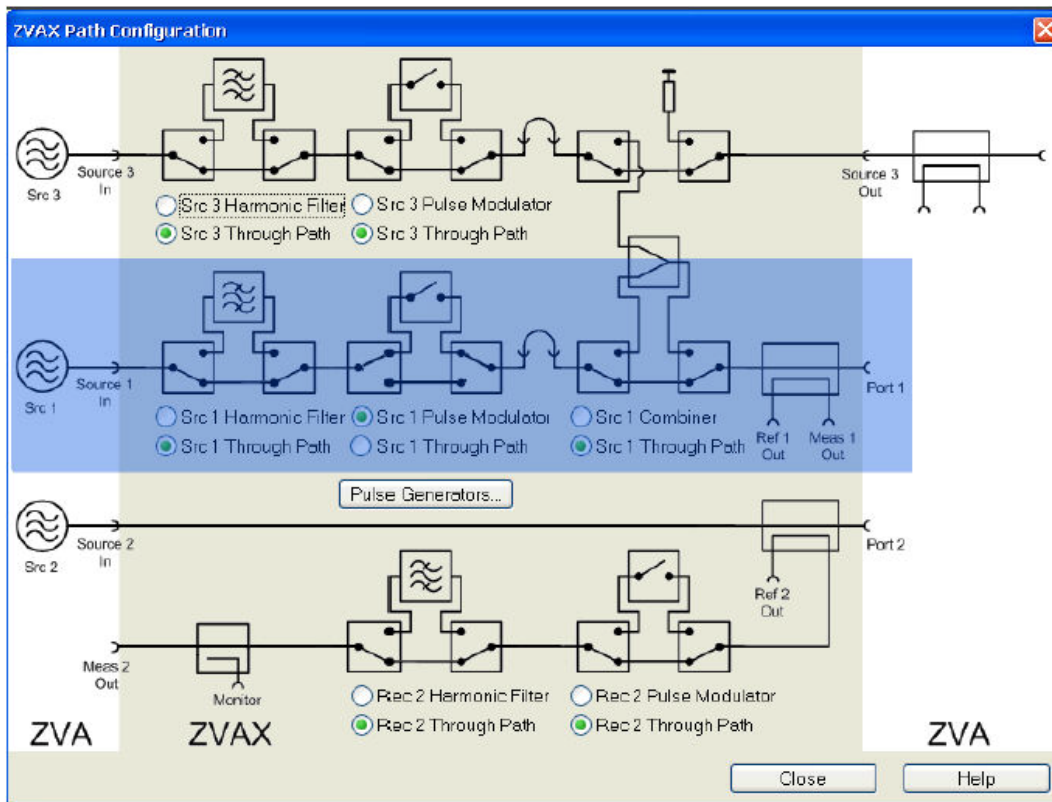 ZVAX Path Configuration
Src 3
Source 3
In
Src 3 Harmonic Filter
Src 3 Pulse Modulator
Src 3 Through Path
Src 3 Through Path
Source 3
Out
Src 1
Source 1
In
Src 1 Harmonic Filter
Src 1 Pulse Modulator
Src 1 Combiner
Src 1 Through Path
Src 1 Through Path
Src 1 Through Path
Ref 1
Out
Meas 1
Out
Port 1
Pulse Generators...
Src 2
Source 2
In
Ref 2
Out
Port 2
Meas 2
Out
Monitor
Rec 2 Harmonic Filter
Rec 2 Pulse Modulator
Rec 2 Through Path
Rec 2 Through Path
ZVA
ZVAX
ZVA
Close
Help